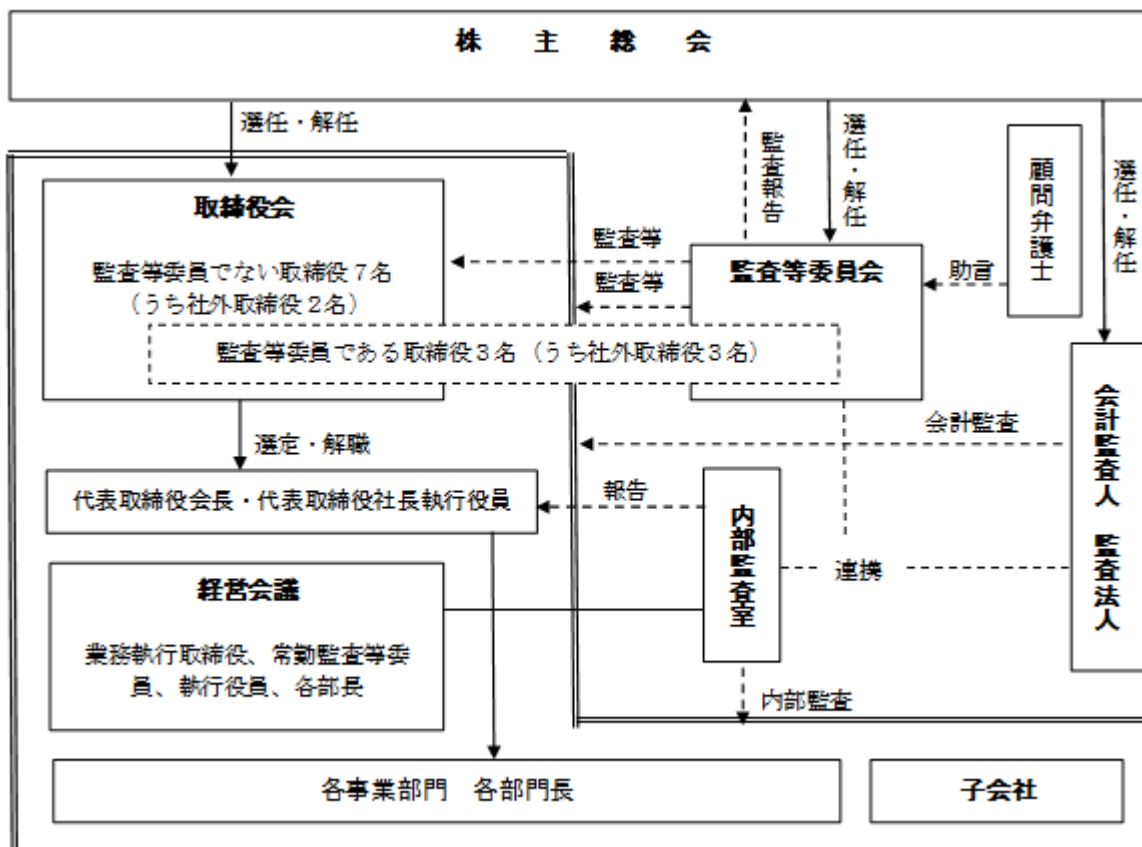 株　主　総　会
選任・解任
監査報告
選任・解任
顧問弁護士
選任・解任
取締役会
監査等委員でない取締役７名
（うち社外取締役２名）
監査等
監査等
監査等委員会
助言
監査等委員である取締役３名（うち社外取締役３名）
選定・解職
会計監査
会計監査人　監査法人
代表取締役会長・代表取締役社長執行役員
報告
内部監査室
連携
経営会議
業務執行取締役、常勤監査等委
員、執行役員、各部長
内部監査
各事業部門　各部門長
子会社